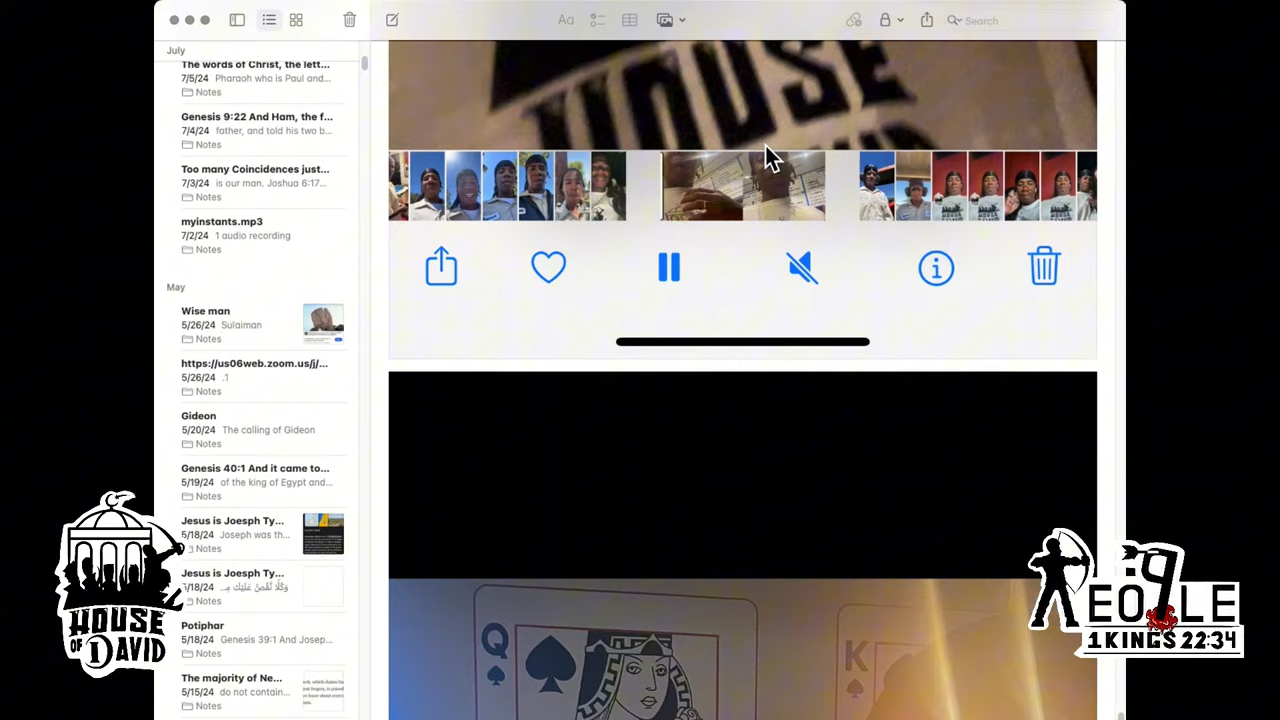 Aa
Search
July
The words of Christ, the lett...
7/5/24 Pharaoh who is Paul and...
Notes
Genesis 9:22 And Ham, the f...
7/4/24 father, and told his two b...
Notes
Too many Coincidences just...
7/3/24 is our man. Joshua 6:17...
Notes
myinstants.mp3
7/2/24 1 audio recording
Notes
May
Wise man
5/26/24 Sulaiman
Notes
https://us06web.zoom.us/j/...
5/26/24 .1
Notes
Gideon
5/20/24 The calling of Gideon
Notes
Genesis 40:1 And it came to...
5/19/24 of the king of Egypt and...
Notes
Jesus is Joesph Ty...
5/18/24 Joseph was th...
Notes
Jesus is Joesph Ty...
5/18/24 وَكُلًّا نَّقُصُّ عَلَيْكَ مِـ...
Notes
Potiphar
5/18/24 Genesis 39:1 And Josep...
Notes
The majority of Ne...
5/15/24 do not contain...
Notes
HOUSE
Q
K
HOUSE
OF DAVID
EO LE
1 KINGS 22:34